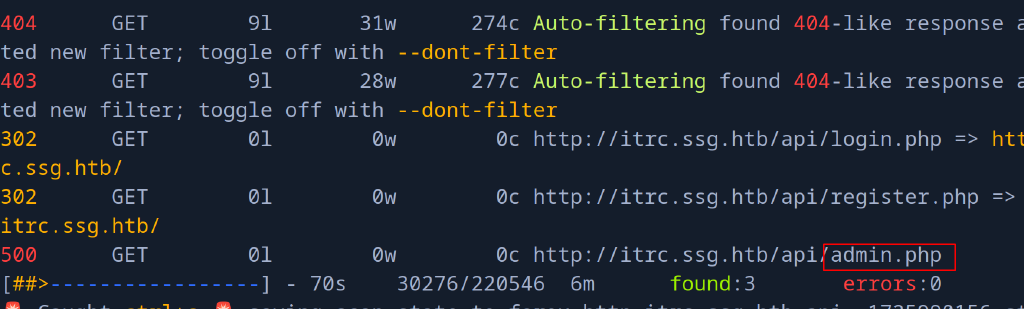 404 GET 9l 31w 274c Auto-filtering found 404-like response a
ted new filter; toggle off with --dont-filter
403 GET 9l 28w 277c Auto-filtering found 404-like response a
ted new filter; toggle off with --dont-filter
302 GET 0l 0w 0c http://itrc.ssg.htb/api/login.php => htt
c.ssg.htb/
302 GET 0l 0w 0c http://itrc.ssg.htb/api/register.php =>
itrc.ssg.htb/
500 GET 0l 0w 0c http://itrc.ssg.htb/api/admin.php
[##>------------------] - 70s 30276/220546 6m found:3 errors:0